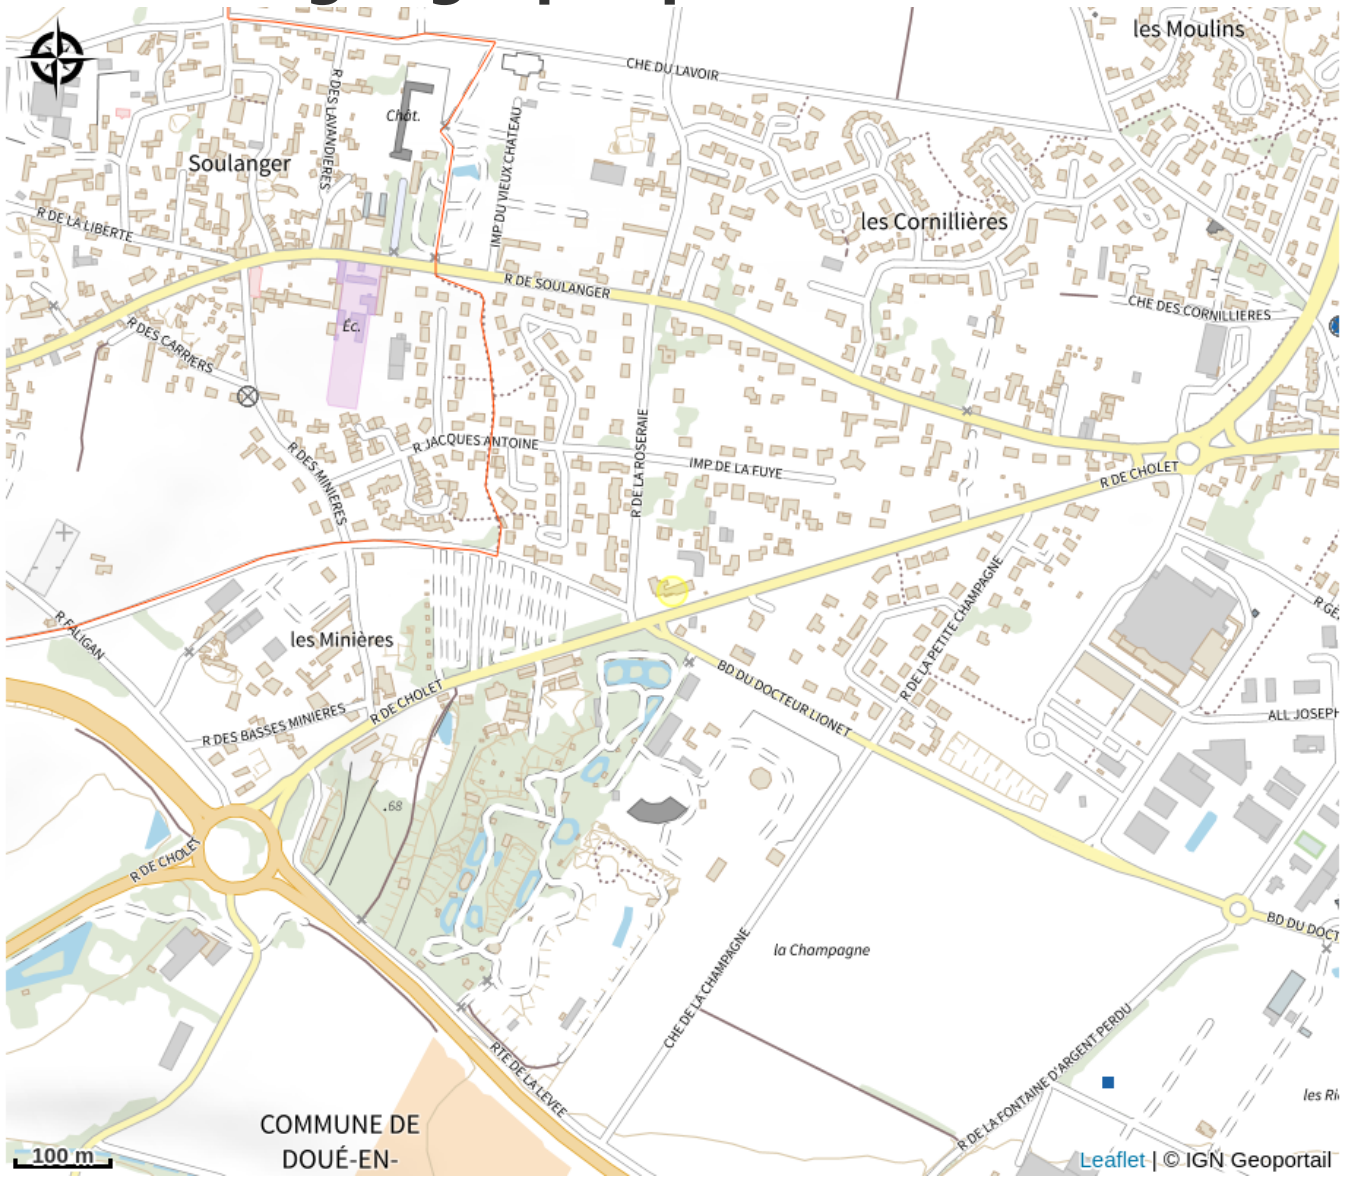 les Moulins
CHE DU LAVOIR
R DES LAVANDIERES
Chât.
IMP DU VIEUX CHATEAU
Soulanger
R DE LA LIBERTE
les Cornillières
R DE SOULANGER
CHE DES CORNILLIERES
Éc.
R DES CARRIERS
R JACQUES ANTOINE
R DES MINIERES
R DE LA ROSERAIE
IMP DE LA FUYE
R DE CHOLET
R DE LA PETITE CHAMPAGNE
R GE
R FALIGAN
les Minières
BD DU DOCTEUR LIONET
R DE CHOLET
R DES BASSES MINIERES
ALL JOSEPH
.68
R DE CHOLET
BD DU DOCT
la Champagne
CHE DE LA CHAMPAGNE
R DE LA FONTAINE D'ARGENT PERDU
RTE DE LA LEVEE
les Ri
COMMUNE DE
DOUÉ-EN-
100 m
Leaflet | © IGN Geoportail